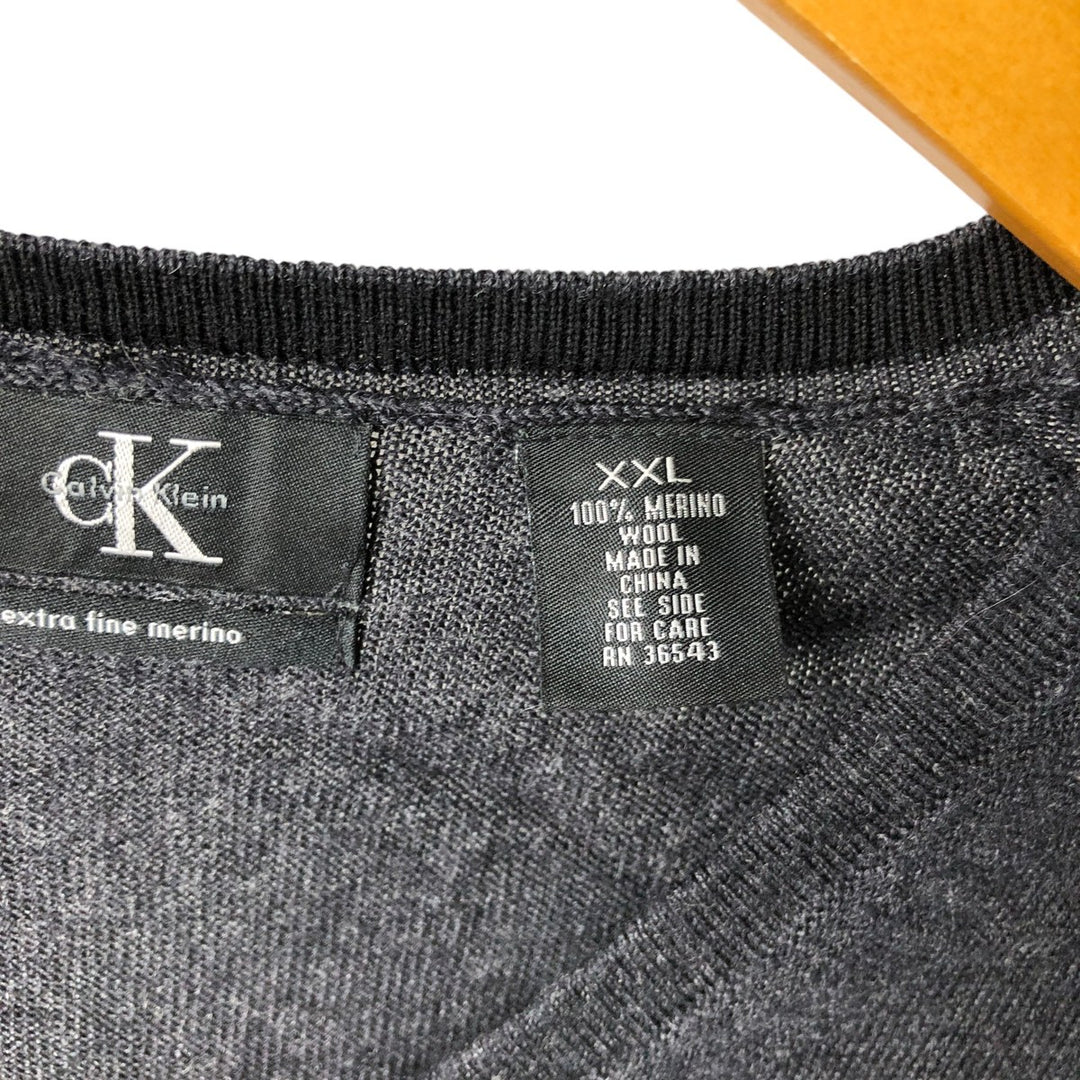 CK
Calvin Klein
extra fine merino
XXL
100% MERINO
WOOL
MADE IN
CHINA
SEE SIDE
FOR CARE
RN 36543